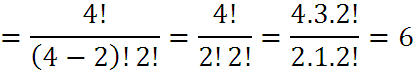 = 4! / (4 − 2)! 2! = 4! / 2! 2! = 4.3.2! / 2.1.2! = 6